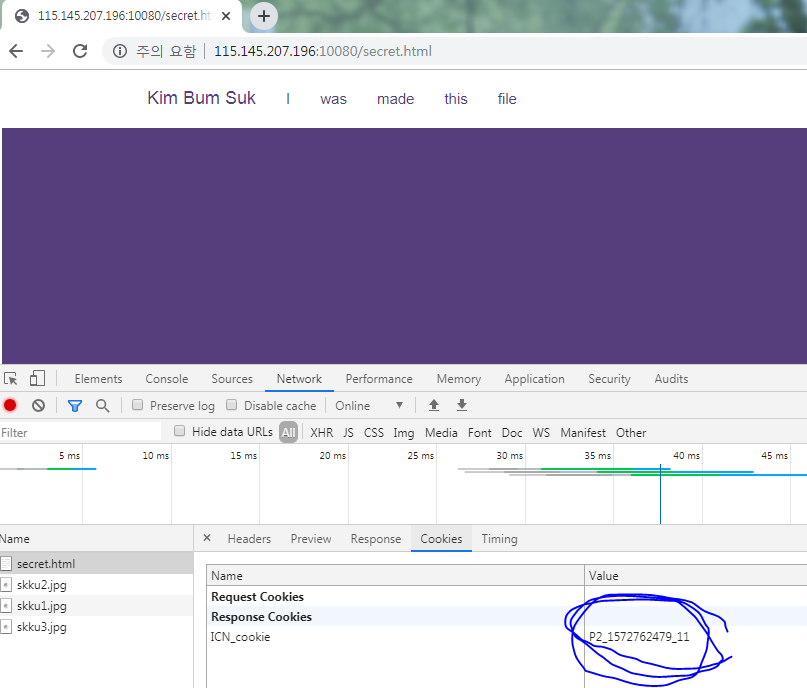 115.145.207.196:10080/secret.ht
주의 요함 115.145.207.196:10080/secret.html
Kim Bum Suk I was made this file
Elements Console Sources Network Performance Memory Application Security Audits
Preserve log Disable cache Online
Filter Hide data URLs All XHR JS CSS Img Media Font Doc WS Manifest Other
5 ms 10 ms 15 ms 20 ms 25 ms 30 ms 35 ms 40 ms 45 ms
Name × Headers Preview Response Cookies Timing
secret.html
skku2.jpg
skku1.jpg
skku3.jpg
Name Value
Request Cookies
Response Cookies
ICN_cookie P2_1572762479_11